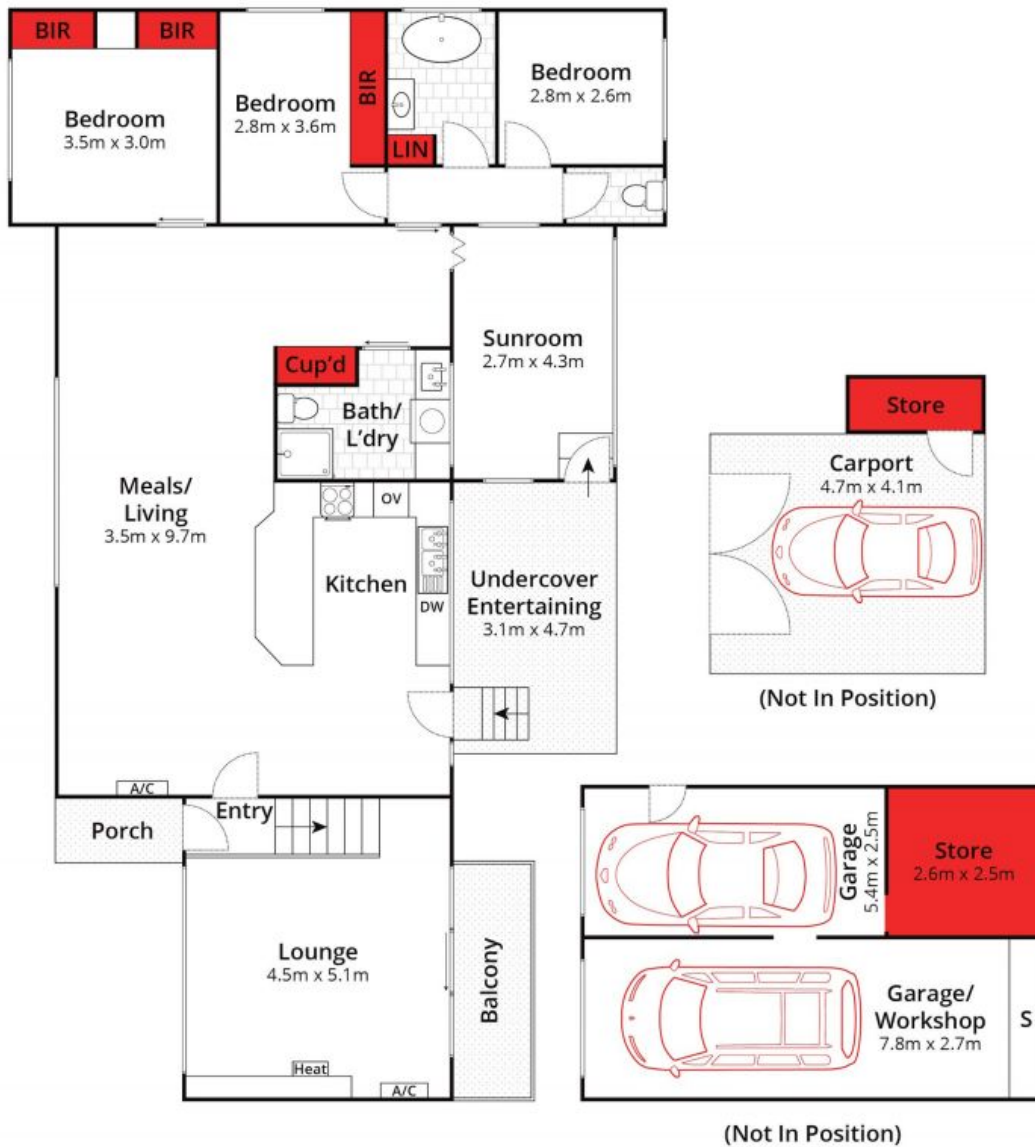 BIR
BIR
Bedroom
3.5m x 3.0m
Bedroom
2.8m x 3.6m
BIR
LIN
Bedroom
2.8m x 2.6m
Sunroom
2.7m x 4.3m
Cup'd
Bath/
L'dry
Meals/
Living
3.5m x 9.7m
OV
Kitchen
DW
Undercover
Entertaining
3.1m x 4.7m
A/C
Entry
Porch
Lounge
4.5m x 5.1m
Balcony
Heat
A/C
Store
Carport
4.7m x 4.1m
(Not In Position)
Garage
5.4m x 2.5m
Store
2.6m x 2.5m
Garage/
Workshop
7.8m x 2.7m
S
(Not In Position)